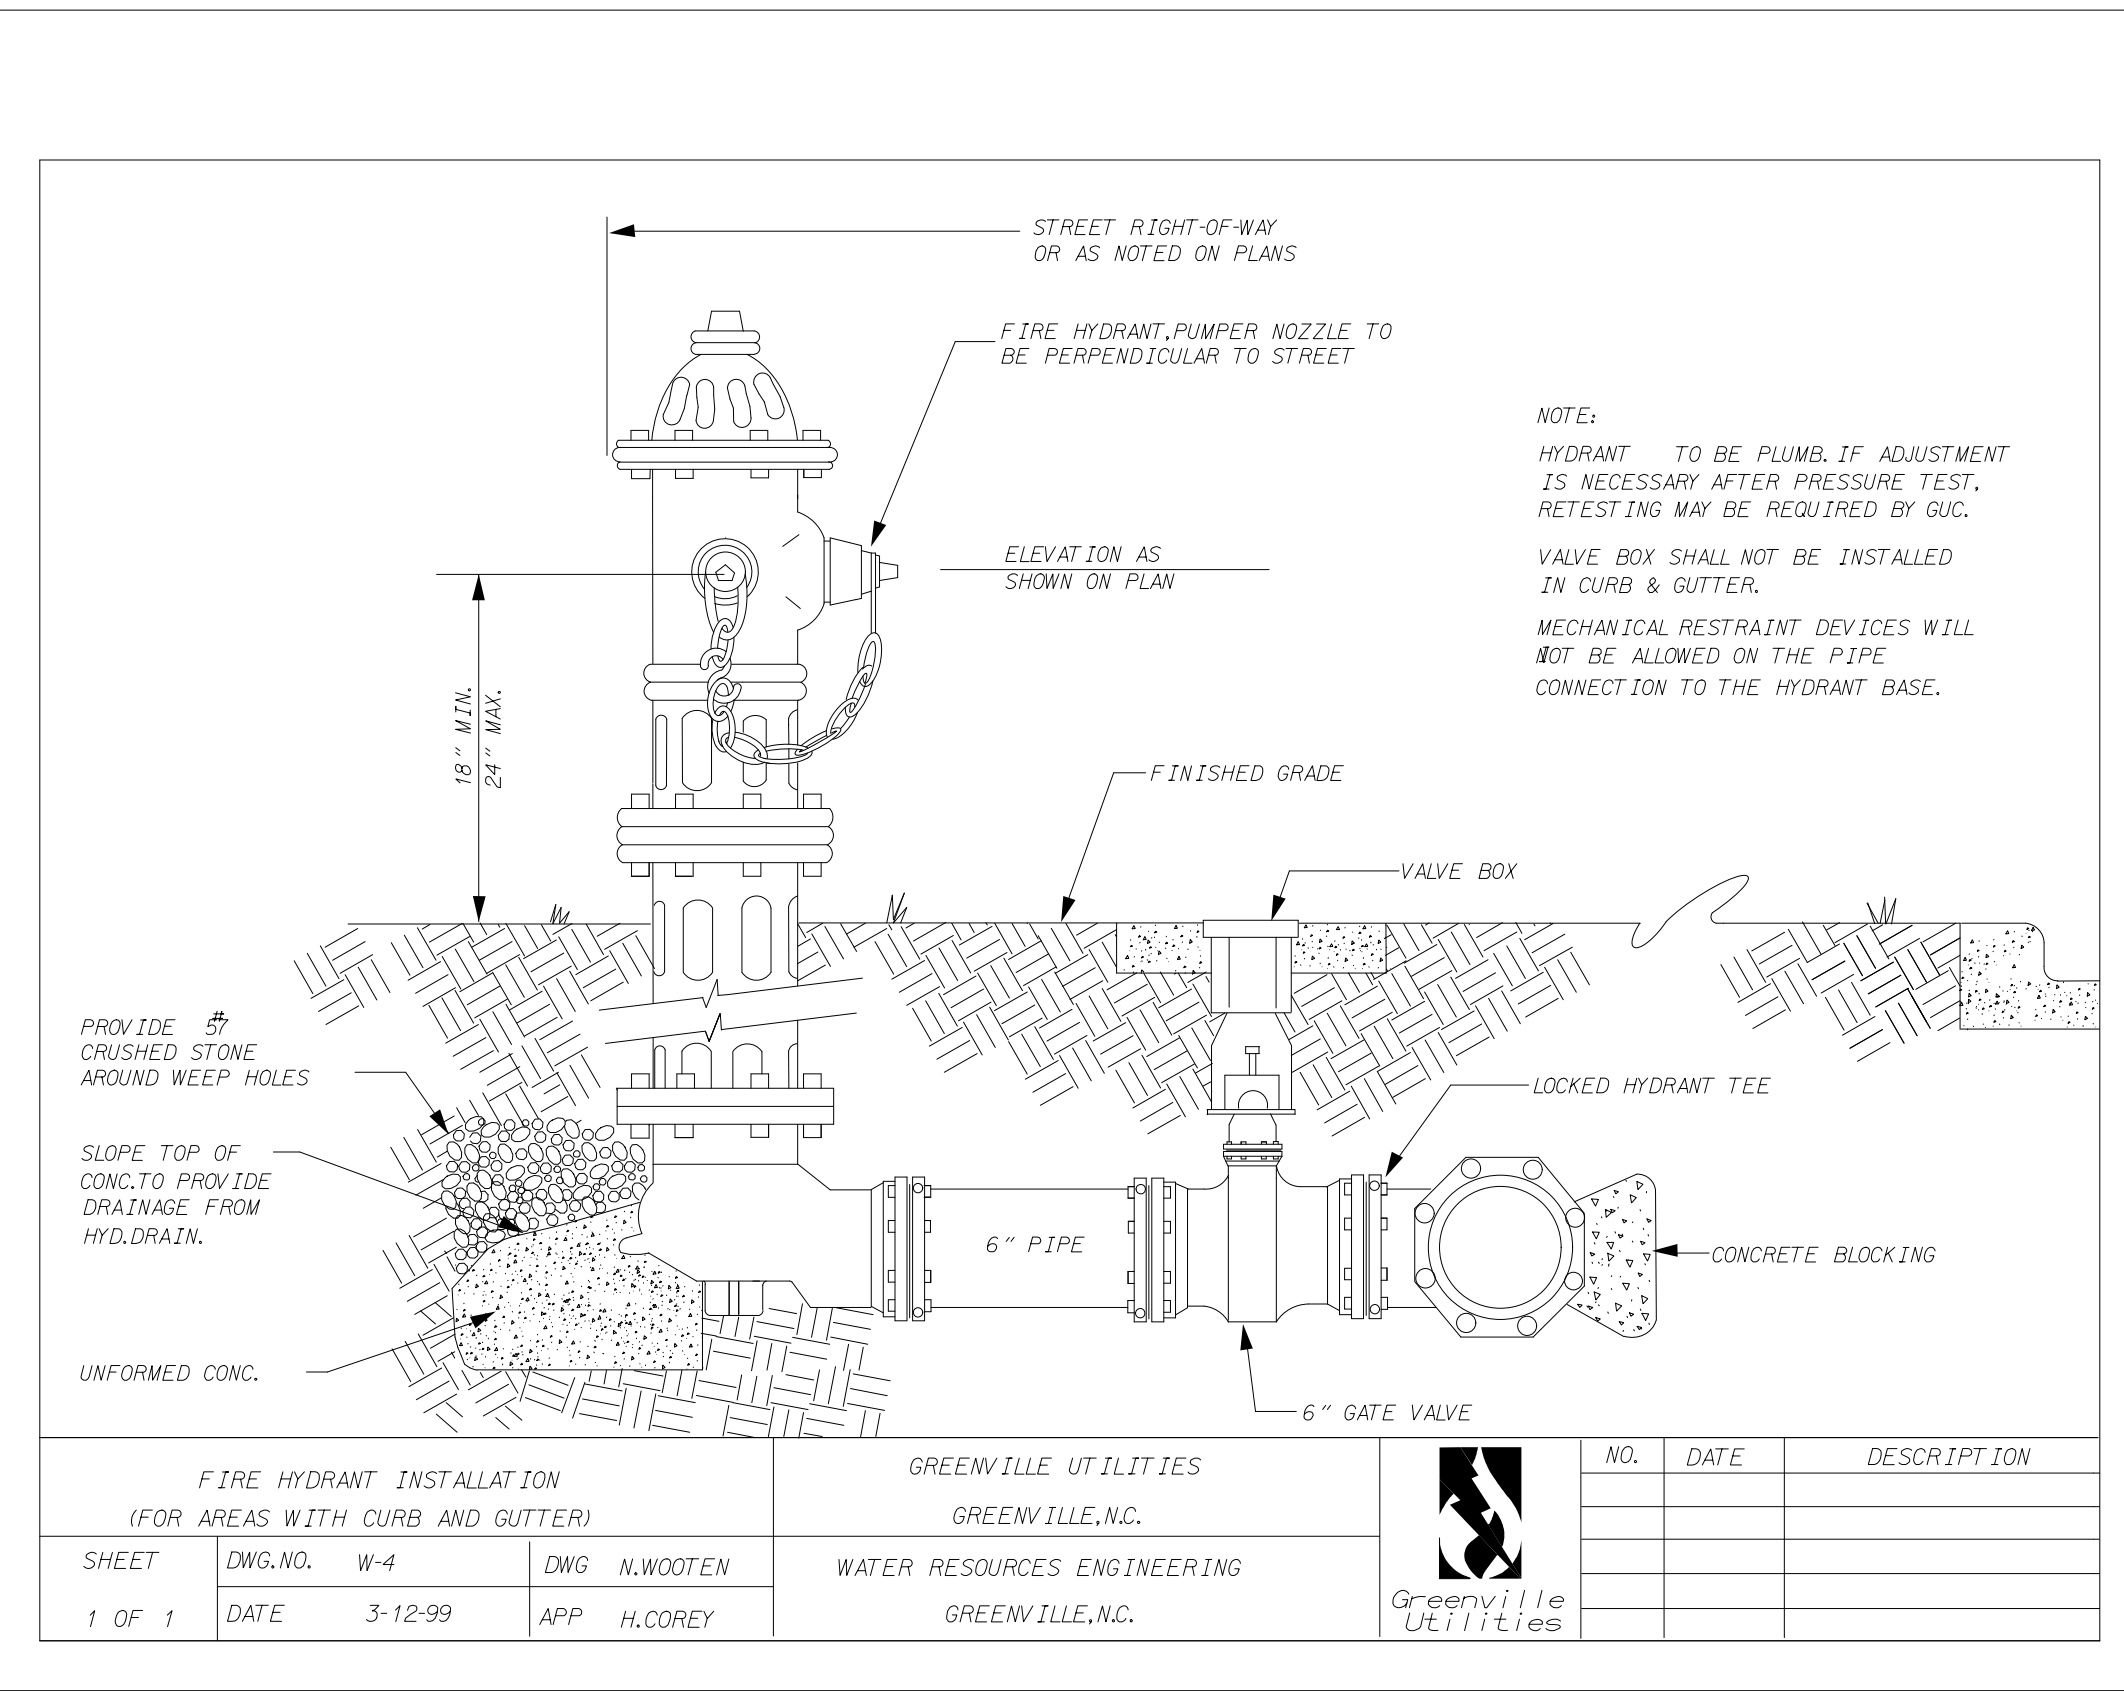 STREET RIGHT-OF-WAY
OR AS NOTED ON PLANS
FIRE HYDRANT,PUMPER NOZZLE TO
BE PERPENDICULAR TO STREET
NOTE:
HYDRANT TO BE PLUMB. IF ADJUSTMENT
IS NECESSARY AFTER PRESSURE TEST,
RETESTING MAY BE REQUIRED BY GUC.
VALVE BOX SHALL NOT BE INSTALLED
IN CURB & GUTTER.
MECHANICAL RESTRAINT DEVICES WILL
NOT BE ALLOWED ON THE PIPE
CONNECTION TO THE HYDRANT BASE.
ELEVATION AS
SHOWN ON PLAN
18" MIN.
24" MAX.
FINISHED GRADE
VALVE BOX
PROVIDE #57
CRUSHED STONE
AROUND WEEP HOLES
LOCKED HYDRANT TEE
SLOPE TOP OF
CONC.TO PROVIDE
DRAINAGE FROM
HYD.DRAIN.
6" PIPE
CONCRETE BLOCKING
UNFORMED CONC.
6" GATE VALVE
FIRE HYDRANT INSTALLATION
(FOR AREAS WITH CURB AND GUTTER)
SHEET
1 OF 1
DWG.NO. W-4
DATE 3-12-99
DWG N.WOOTEN
APP H.COREY
GREENVILLE UTILITIES
GREENVILLE,N.C.
WATER RESOURCES ENGINEERING
GREENVILLE,N.C.
Greenville
Utilities
NO. DATE DESCRIPTION